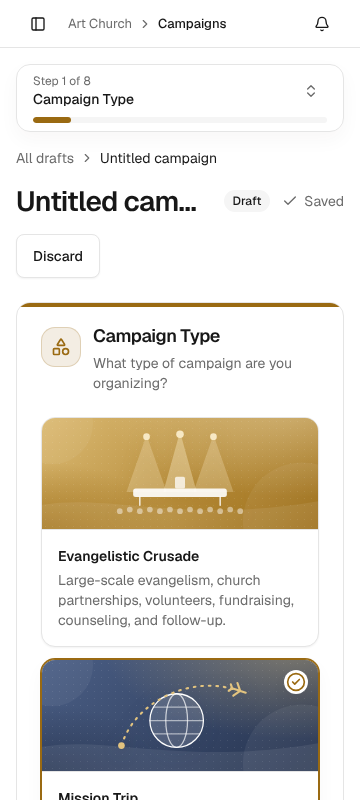 Art Church > Campaigns
Step 1 of 8
Campaign Type
All drafts > Untitled campaign
Untitled cam... Draft Saved
Discard
Campaign Type
What type of campaign are you
organizing?
Evangelistic Crusade
Large-scale evangelism, church
partnerships, volunteers, fundraising,
counseling, and follow-up.
Mission Trip